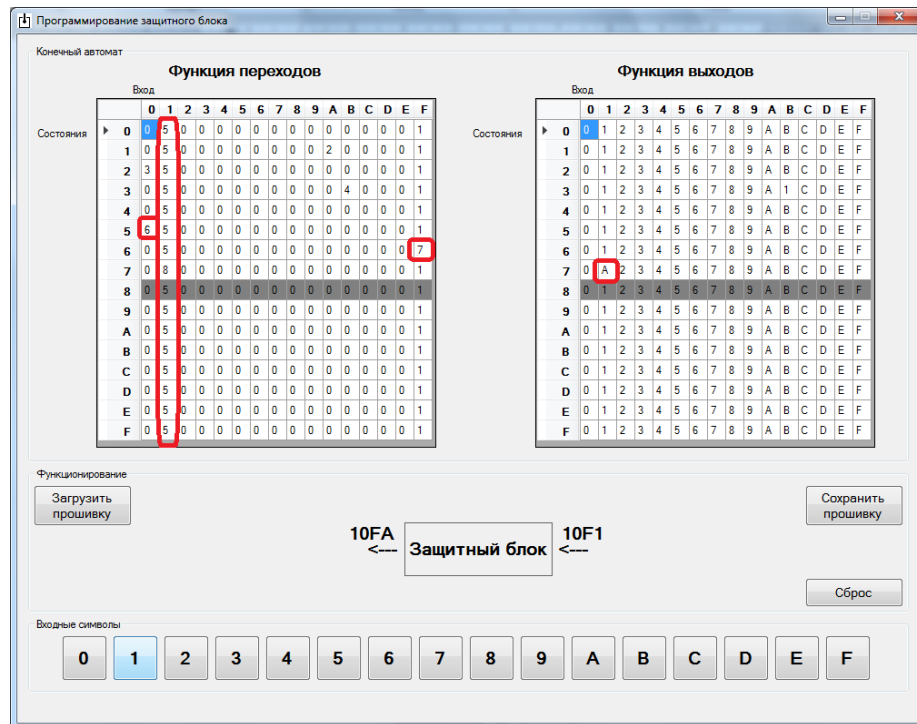 Программирование защитного блока
Конечный автомат
Функция переходов
Функция выходов
Вход
Вход
0 1 2 3 4 5 6 7 8 9 A B C D E F
0 1 2 3 4 5 6 7 8 9 A B C D E F
Состояния
Состояния
0 0 5 0 0 0 0 0 0 0 0 0 0 0 0 0 1
0 0 1 2 3 4 5 6 7 8 9 A B C D E F
1 0 5 0 0 0 0 0 0 0 0 2 0 0 0 0 1
1 0 1 2 3 4 5 6 7 8 9 A B C D E F
2 3 5 0 0 0 0 0 0 0 0 0 0 0 0 0 1
2 0 1 2 3 4 5 6 7 8 9 A B C D E F
3 0 5 0 0 0 0 0 0 0 0 0 4 0 0 0 1
3 0 1 2 3 4 5 6 7 8 9 A 1 C D E F
4 0 5 0 0 0 0 0 0 0 0 0 0 0 0 0 1
4 0 1 2 3 4 5 6 7 8 9 A B C D E F
5 6 5 0 0 0 0 0 0 0 0 0 0 0 0 0 1
5 0 1 2 3 4 5 6 7 8 9 A B C D E F
6 0 5 0 0 0 0 0 0 0 0 0 0 0 0 0 7
6 0 1 2 3 4 5 6 7 8 9 A B C D E F
7 0 8 0 0 0 0 0 0 0 0 0 0 0 0 0 1
7 0 A 2 3 4 5 6 7 8 9 A B C D E F
8 0 5 0 0 0 0 0 0 0 0 0 0 0 0 0 1
8 0 1 2 3 4 5 6 7 8 9 A B C D E F
9 0 5 0 0 0 0 0 0 0 0 0 0 0 0 0 1
9 0 1 2 3 4 5 6 7 8 9 A B C D E F
A 0 5 0 0 0 0 0 0 0 0 0 0 0 0 0 1
A 0 1 2 3 4 5 6 7 8 9 A B C D E F
B 0 5 0 0 0 0 0 0 0 0 0 0 0 0 0 1
B 0 1 2 3 4 5 6 7 8 9 A B C D E F
C 0 5 0 0 0 0 0 0 0 0 0 0 0 0 0 1
C 0 1 2 3 4 5 6 7 8 9 A B C D E F
D 0 5 0 0 0 0 0 0 0 0 0 0 0 0 0 1
D 0 1 2 3 4 5 6 7 8 9 A B C D E F
E 0 5 0 0 0 0 0 0 0 0 0 0 0 0 0 1
E 0 1 2 3 4 5 6 7 8 9 A B C D E F
F 0 5 0 0 0 0 0 0 0 0 0 0 0 0 0 1
F 0 1 2 3 4 5 6 7 8 9 A B C D E F
Функционирование
Загрузить
прошивку
10FA
<---
Защитный блок
10F1
<---
Сохранить
прошивку
Сброс
Входные символы
0 1 2 3 4 5 6 7 8 9 A B C D E F